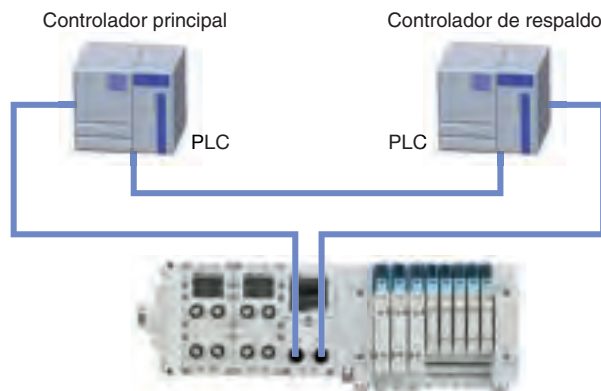 Controlador principal
Controlador de respaldo
PLC
PLC